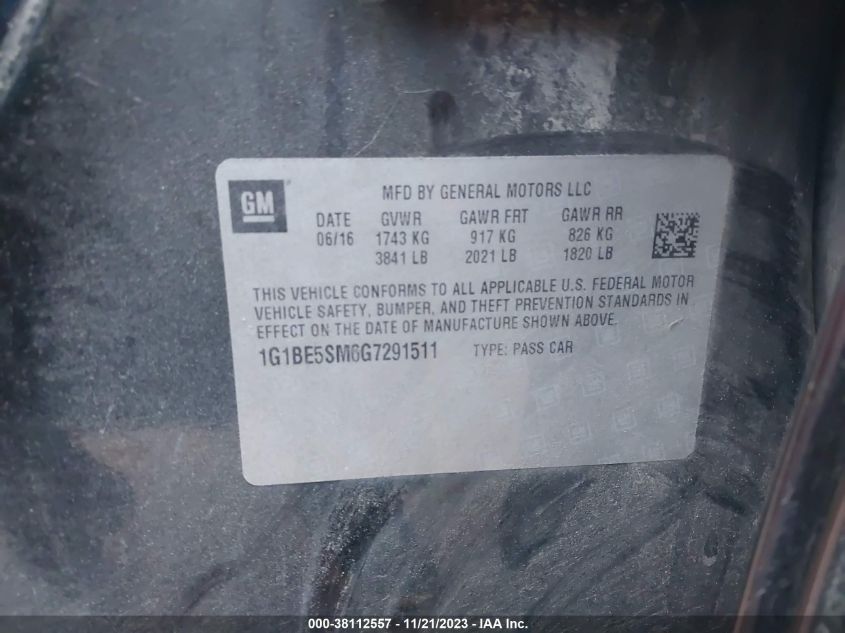 GM
MFD BY GENERAL MOTORS LLC
DATE GVWR GAWR FRT GAWR RR
06/16 1743 KG 917 KG 826 KG
3841 LB 2021 LB 1820 LB
THIS VEHICLE CONFORMS TO ALL APPLICABLE U.S. FEDERAL MOTOR
VEHICLE SAFETY, BUMPER, AND THEFT PREVENTION STANDARDS IN
EFFECT ON THE DATE OF MANUFACTURE SHOWN ABOVE.
1G1BE5SM6G7291511 TYPE: PASS CAR
000-38112557 - 11/21/2023 - IAA Inc.